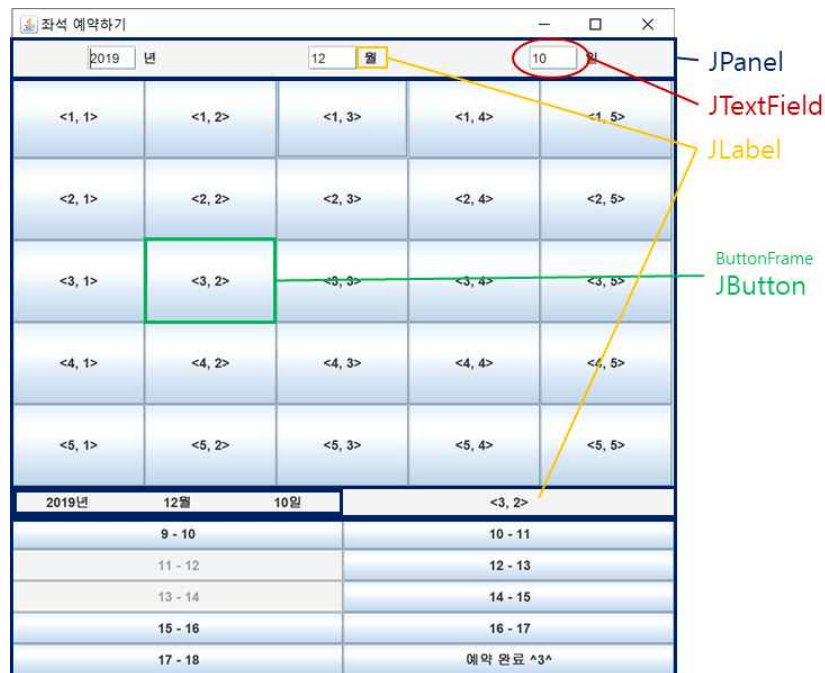 좌석 예약하기
2019 년 12 월 10 일 JPanel
JTextField
<1, 1> <1, 2> <1, 3> <1, 4> <1, 5>
JLabel
<2, 1> <2, 2> <2, 3> <2, 4> <2, 5>
ButtonFrame
<3, 1> <3, 2> <3, 3> <3, 4> <3, 5> JButton
<4, 1> <4, 2> <4, 3> <4, 4> <4, 5>
<5, 1> <5, 2> <5, 3> <5, 4> <5, 5>
2019년 12월 10일 <3, 2>
9 - 10 10 - 11
11 - 12 12 - 13
13 - 14 14 - 15
15 - 16 16 - 17
17 - 18 예약 완료 ^3^